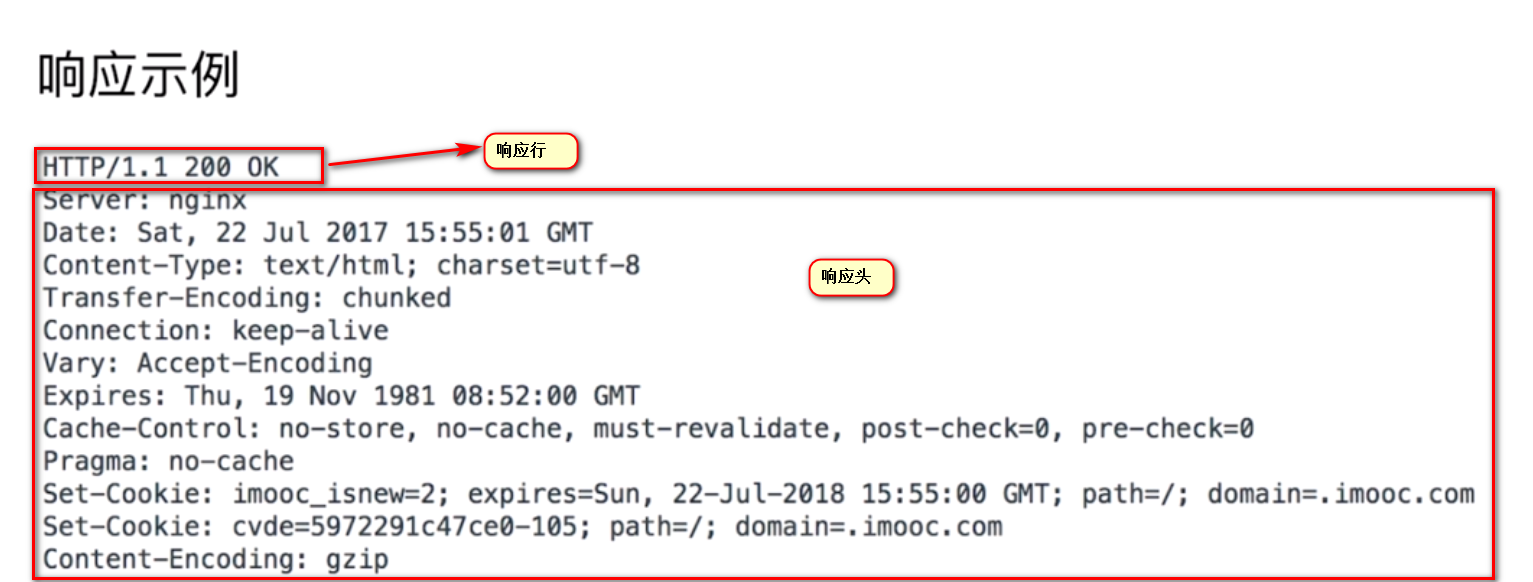 响应示例
HTTP/1.1 200 OK
响应行
Server: nginx
Date: Sat, 22 Jul 2017 15:55:01 GMT
Content-Type: text/html; charset=utf-8
响应头
Transfer-Encoding: chunked
Connection: keep-alive
Vary: Accept-Encoding
Expires: Thu, 19 Nov 1981 08:52:00 GMT
Cache-Control: no-store, no-cache, must-revalidate, post-check=0, pre-check=0
Pragma: no-cache
Set-Cookie: imooc_isnew=2; expires=Sun, 22-Jul-2018 15:55:00 GMT; path=/; domain=.imooc.com
Set-Cookie: cvde=5972291c47ce0-105; path=/; domain=.imooc.com
Content-Encoding: gzip